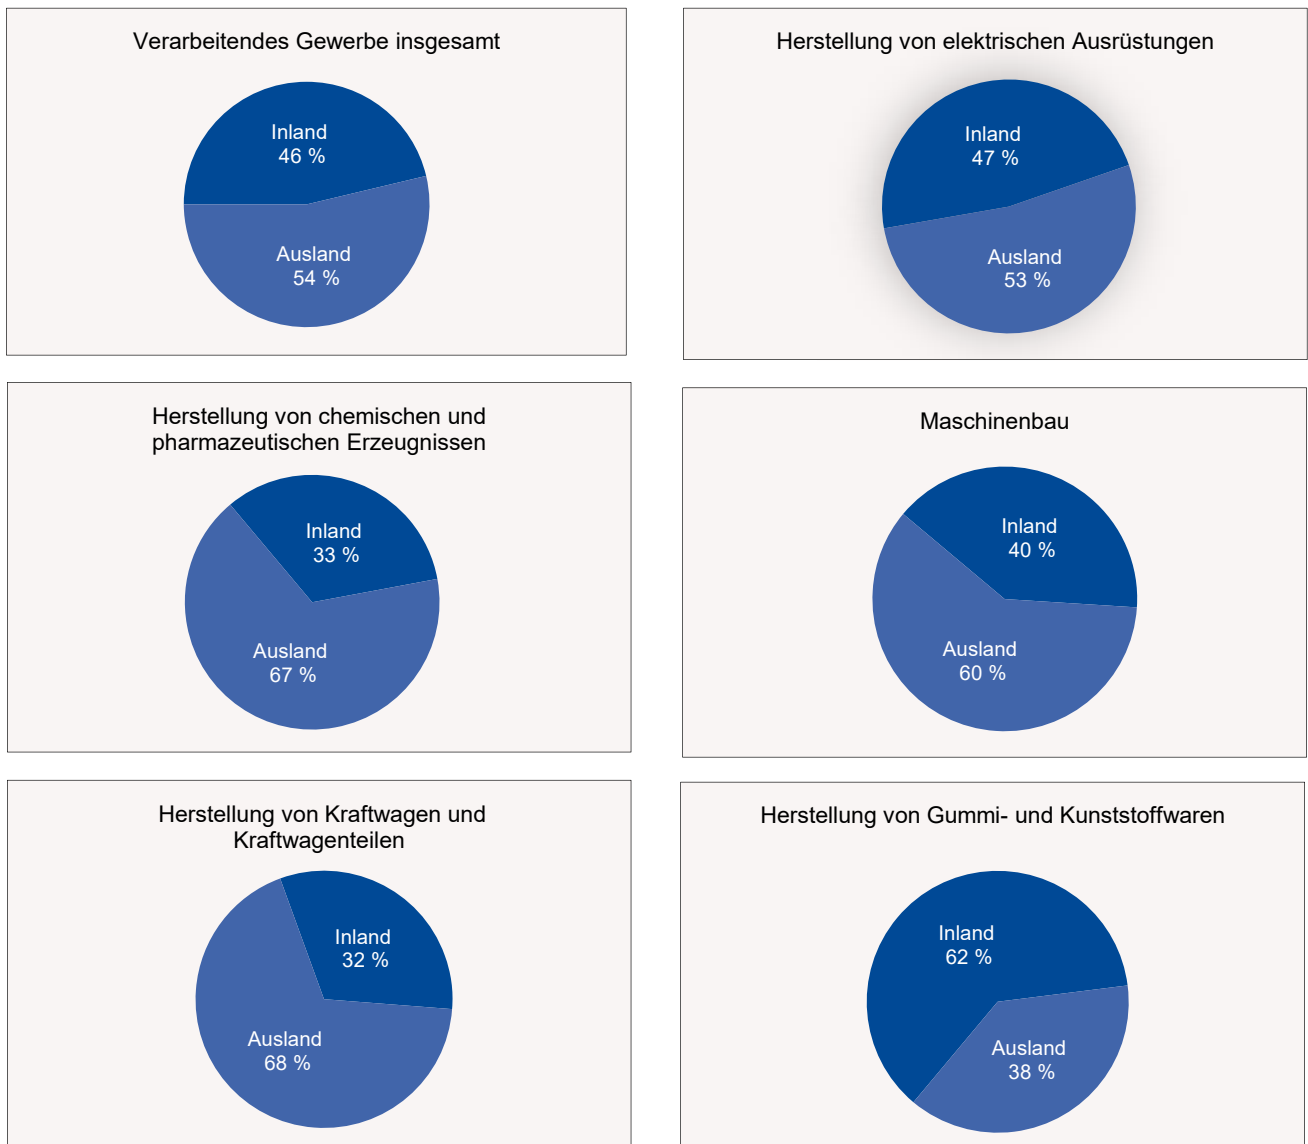 Verarbeitendes Gewerbe insgesamt
Inland
46 %
Ausland
54 %
Herstellung von elektrischen Ausrüstungen
Inland
47 %
Ausland
53 %
Herstellung von chemischen und
pharmazeutischen Erzeugnissen
Inland
33 %
Ausland
67 %
Maschinenbau
Inland
40 %
Ausland
60 %
Herstellung von Kraftwagen und
Kraftwagenteilen
Inland
32 %
Ausland
68 %
Herstellung von Gummi- und Kunststoffwaren
Inland
62 %
Ausland
38 %